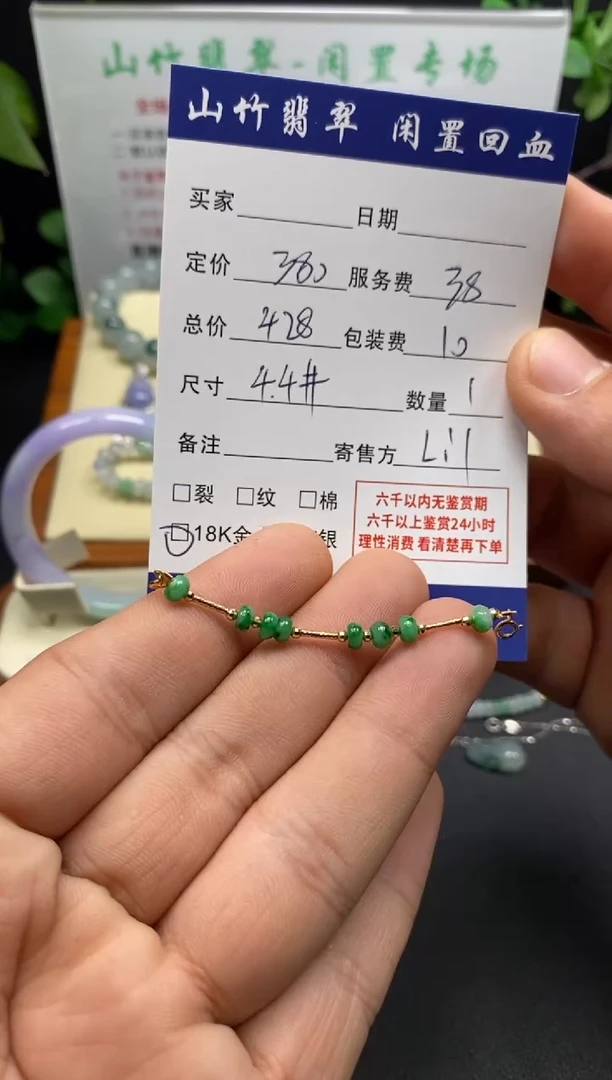 山竹翡翠-闲置专场
山竹翡翠 闲置回血
买家 日期
定价 380 服务费 38
总价 428 包装费 10
尺寸 4.4# 数量 1
备注 寄售方 Lil
□裂 □纹 □棉
□18K金 银
六千以内无鉴赏期
六千以上鉴赏24小时
理性消费 看清楚再下单